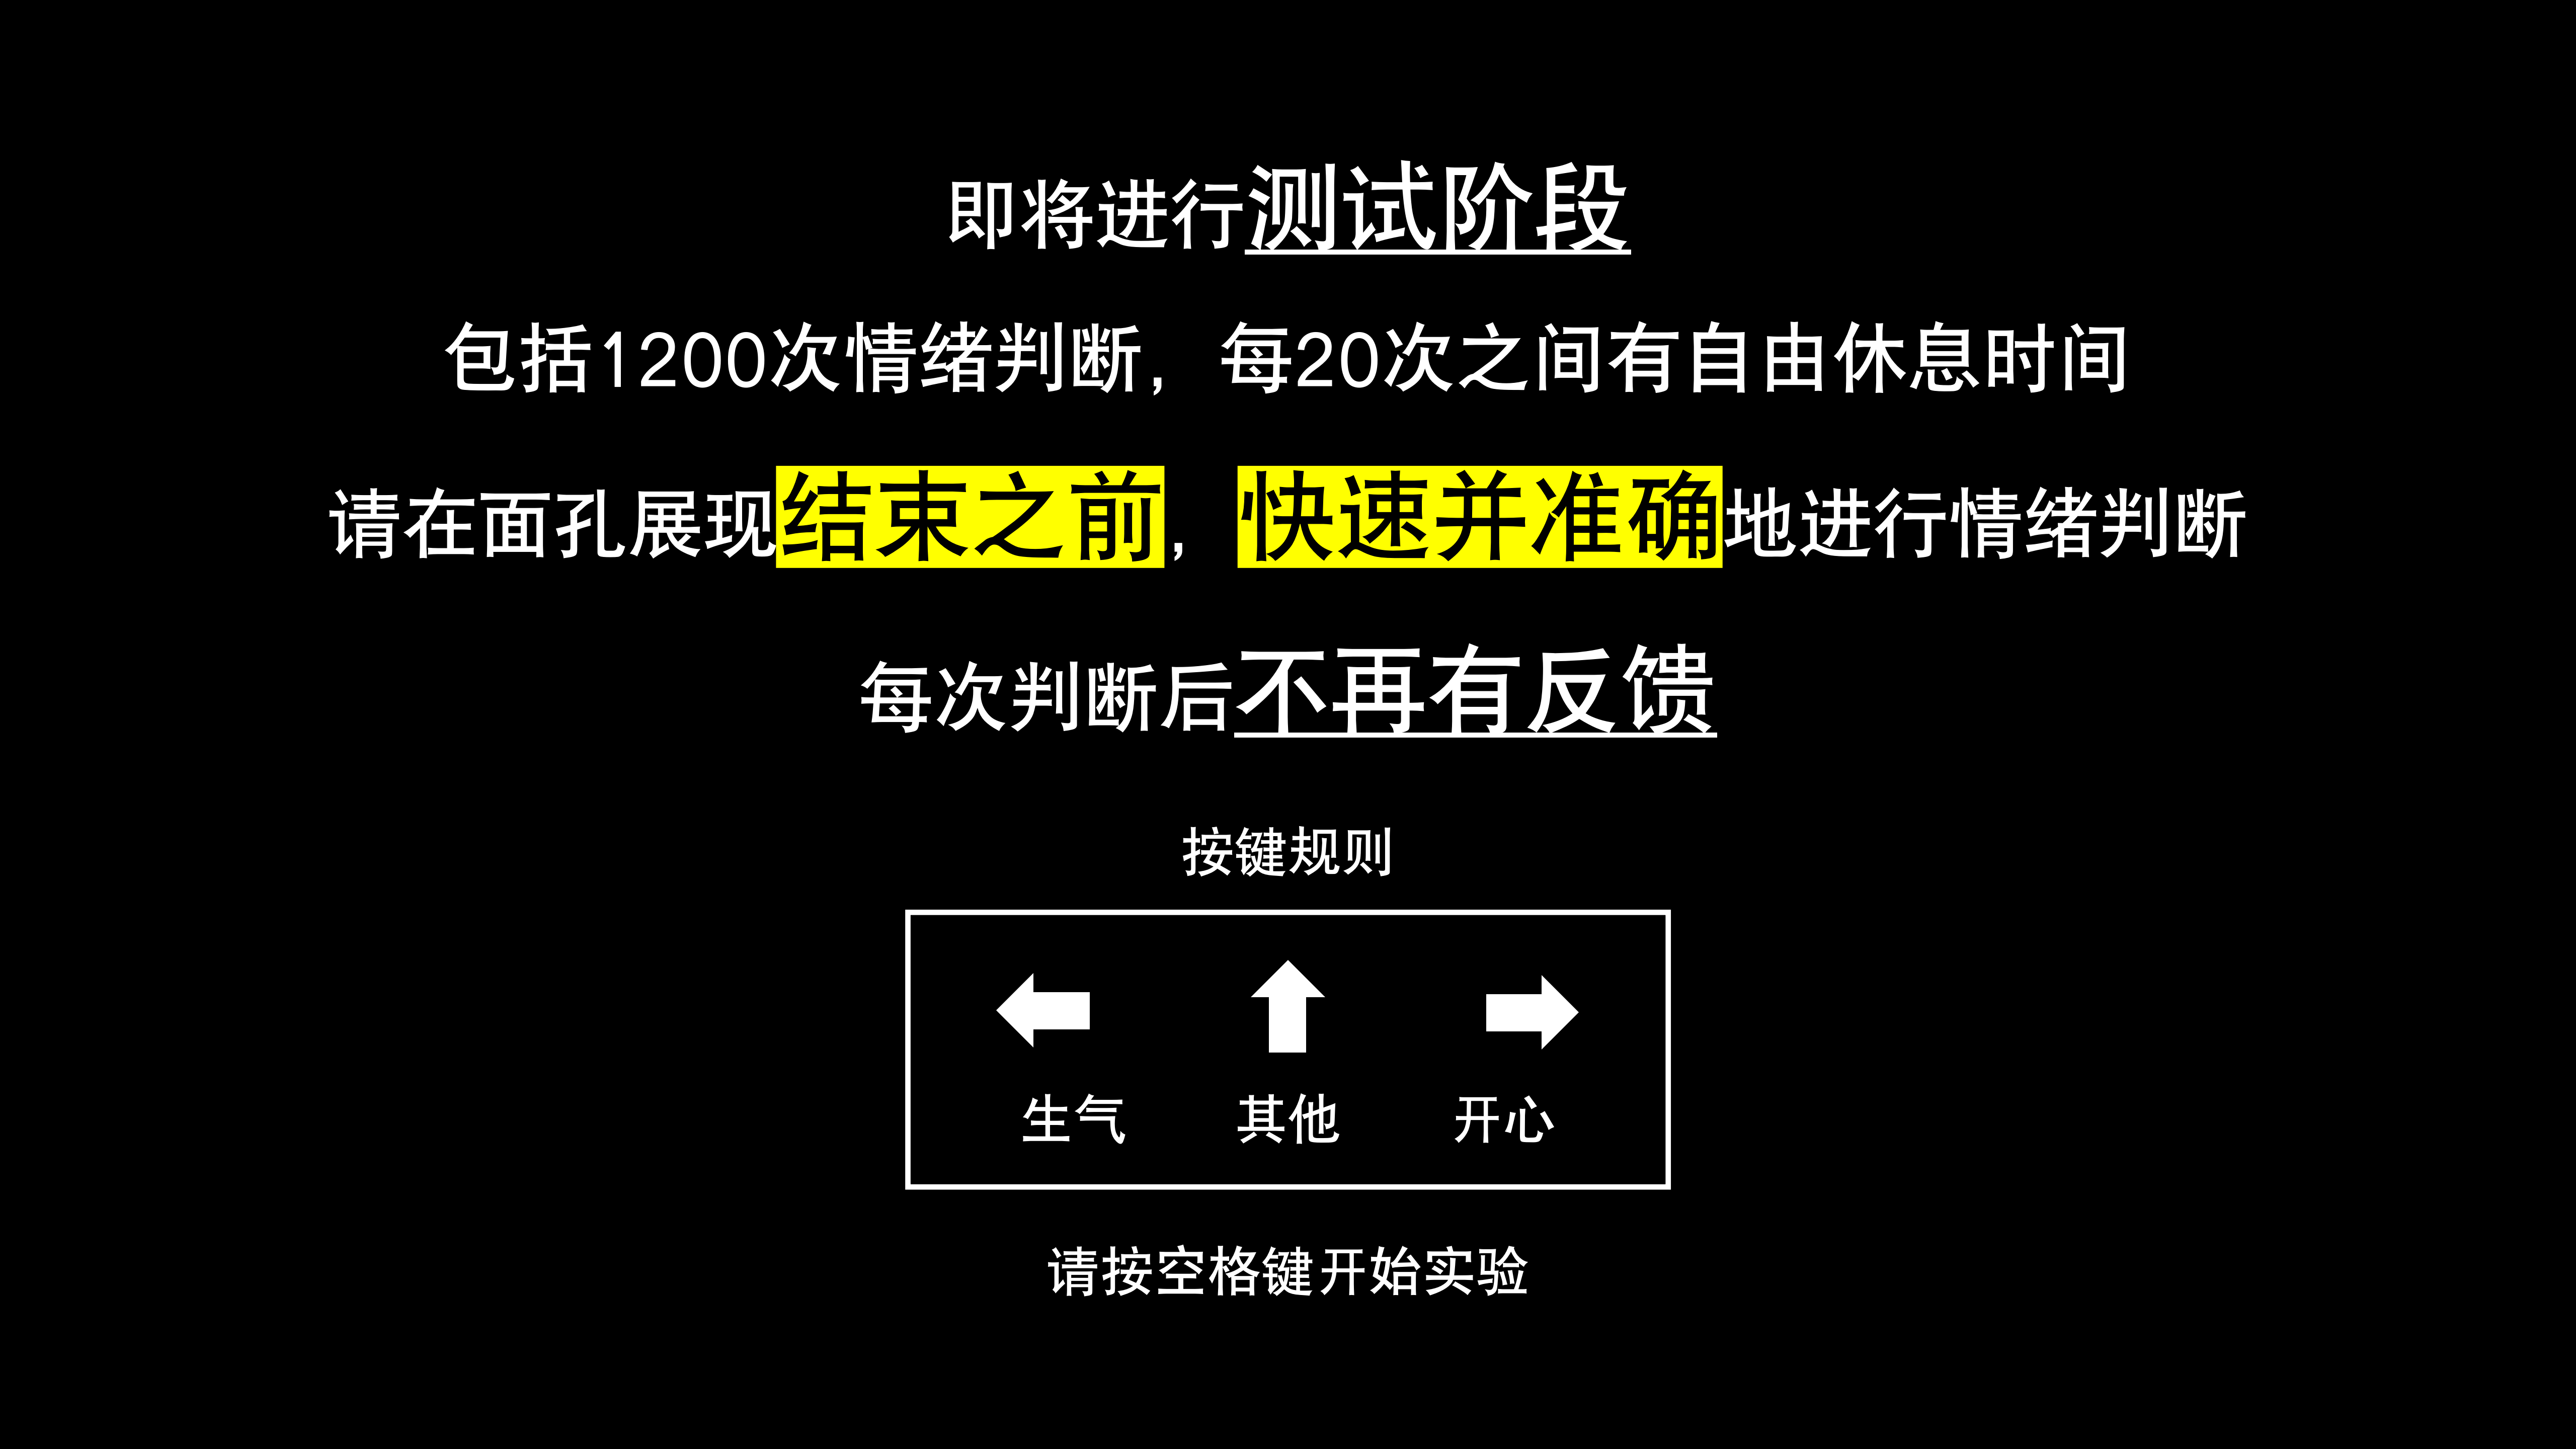 即将进行测试阶段
包括1200次情绪判断，每20次之间有自由休息时间
请在面孔展现结束之前，快速并准确地进行情绪判断
每次判断后不再有反馈
按键规则
生气 其他 开心
请按空格键开始实验